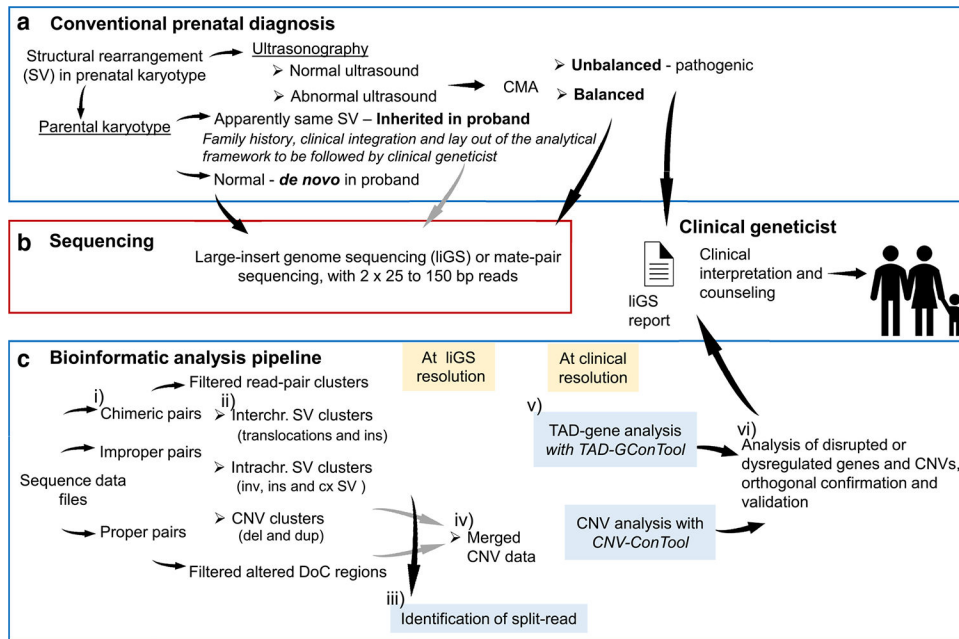 a Conventional prenatal diagnosis
Structural rearrangement
(SV) in prenatal karyotype
Ultrasonography
➢ Normal ultrasound
➢ Abnormal ultrasound
CMA
➢ Unbalanced - pathogenic
➢ Balanced
Parental karyotype
Apparently same SV – Inherited in proband
Family history, clinical integration and lay out of the analytical
framework to be followed by clinical geneticist
Normal - de novo in proband
b Sequencing
Large-insert genome sequencing (liGS) or mate-pair
sequencing, with 2 x 25 to 150 bp reads
Clinical geneticist
liGS
report
Clinical
interpretation and
counseling
c Bioinformatic analysis pipeline
At liGS
resolution
At clinical
resolution
Sequence data
files
i)
Chimeric pairs
Improper pairs
Proper pairs
Filtered read-pair clusters
ii)
➢ Interchr. SV clusters
(translocations and ins)
➢ Intrachr. SV clusters
(inv, ins and cx SV )
➢ CNV clusters
(del and dup)
Filtered altered DoC regions
iii)
Identification of split-read
iv)
➢ Merged
CNV data
v)
TAD-gene analysis
with TAD-GConTool
CNV analysis with
CNV-ConTool
vi)
Analysis of disrupted or
dysregulated genes and CNVs,
orthogonal confirmation and
validation